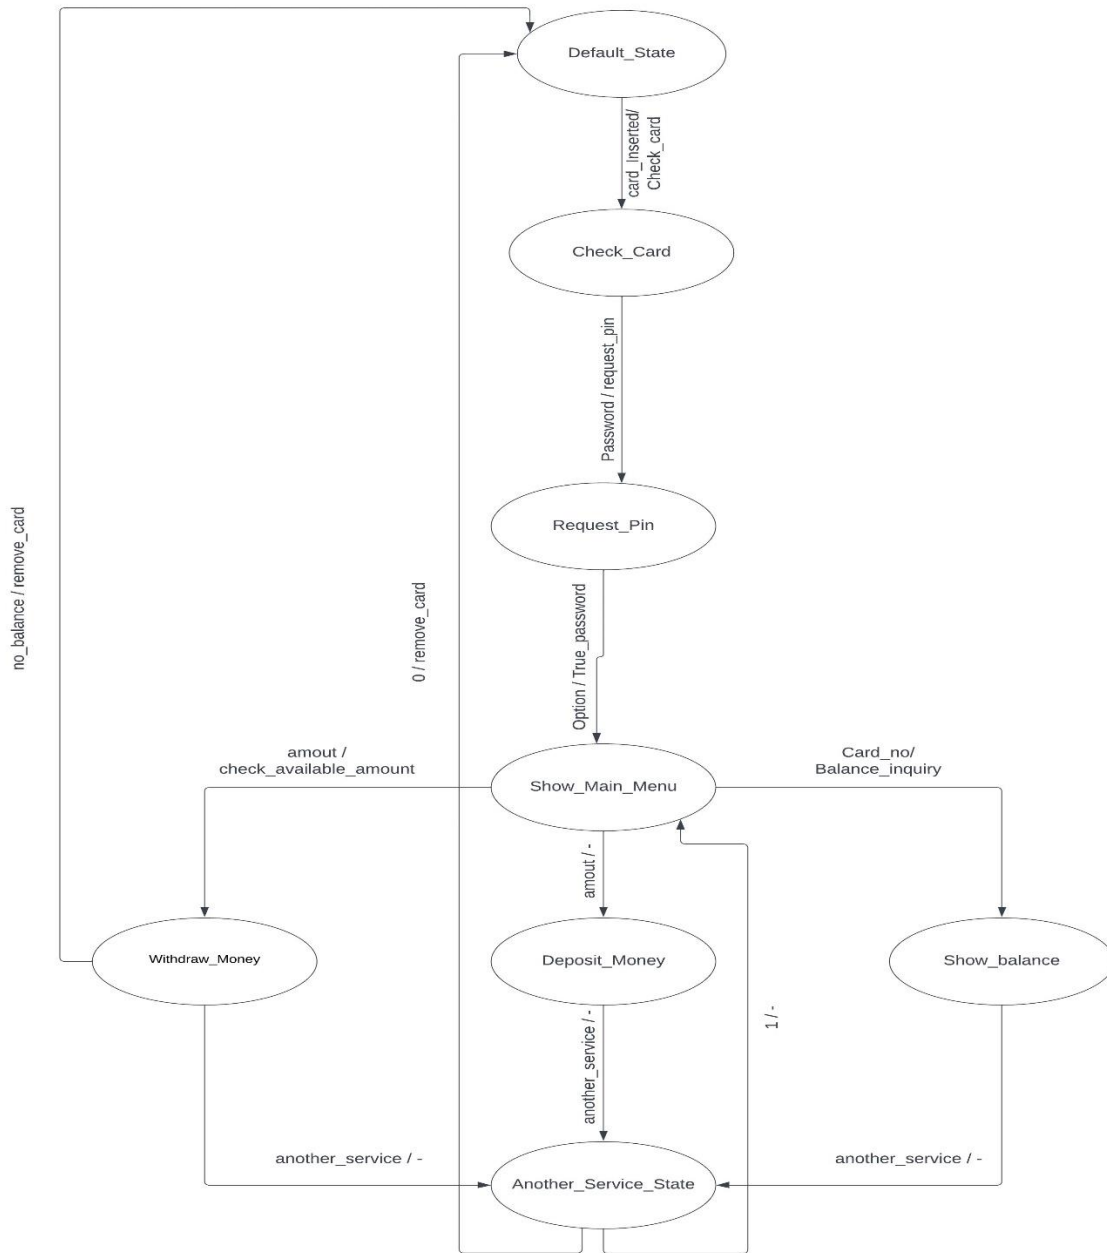 Default_State
card_Inserted/
Check_card
Check_Card
Password / request_pin
Request_Pin
no_balance / remove_card
0 / remove_card
Option / True_password
amout /
check_available_amount
Show_Main_Menu
Card_no/
Balance_inquiry
amout / -
Withdraw_Money
Deposit_Money
Show_balance
1 / -
another_service / -
another_service / -
Another_Service_State
another_service / -